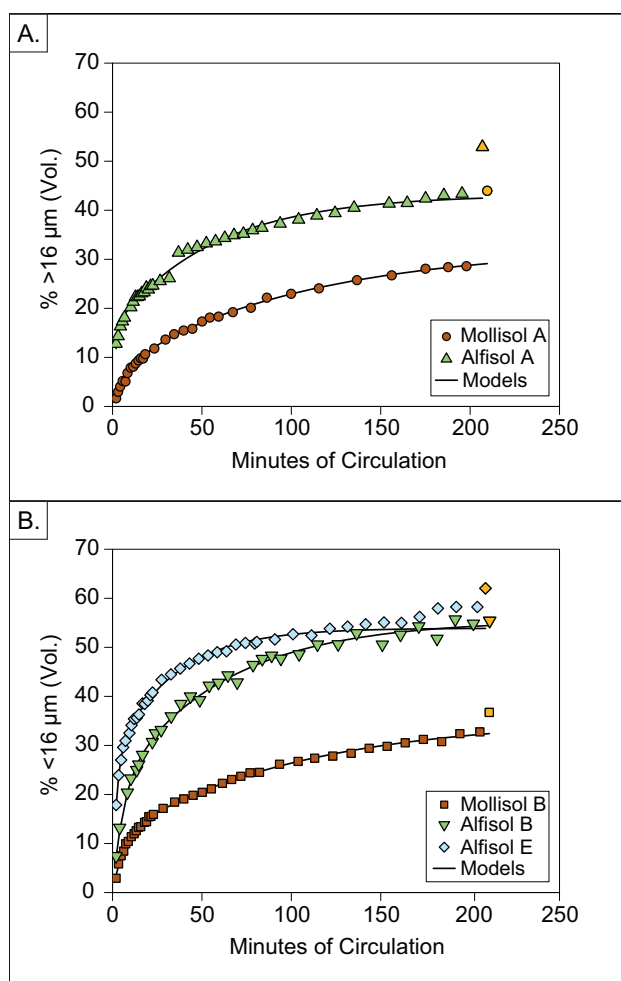 A.
% >16 µm (Vol.)
70
60
50
40
30
20
10
0
0 50 100 150 200 250
Minutes of Circulation
Mollisol A
Alfisol A
Models
B.
% <16 µm (Vol.)
70
60
50
40
30
20
10
0
0 50 100 150 200 250
Minutes of Circulation
Mollisol B
Alfisol B
Alfisol E
Models